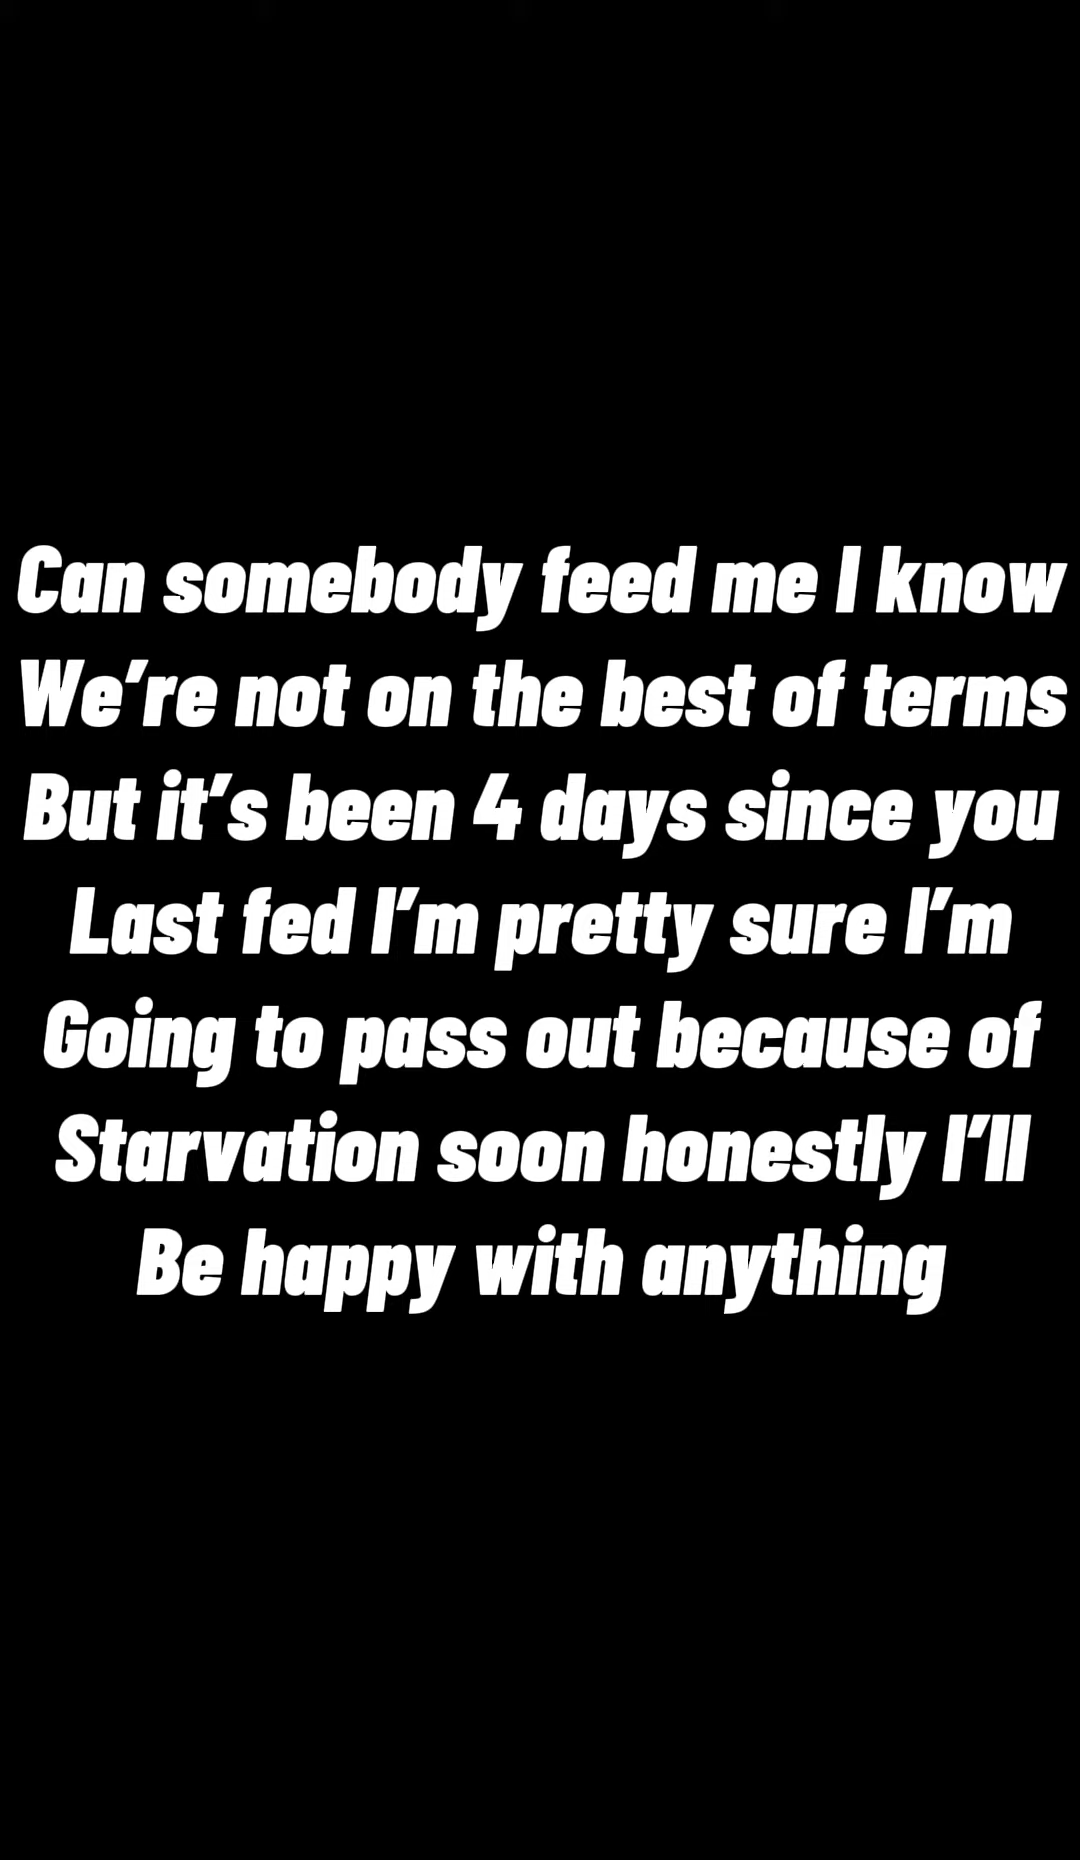 Can somebody feed me I know
We're not on the best of terms
But it's been 4 days since you
Last fed I'm pretty sure I'm
Going to pass out because of
Starvation soon honestly I'll
Be happy with anything